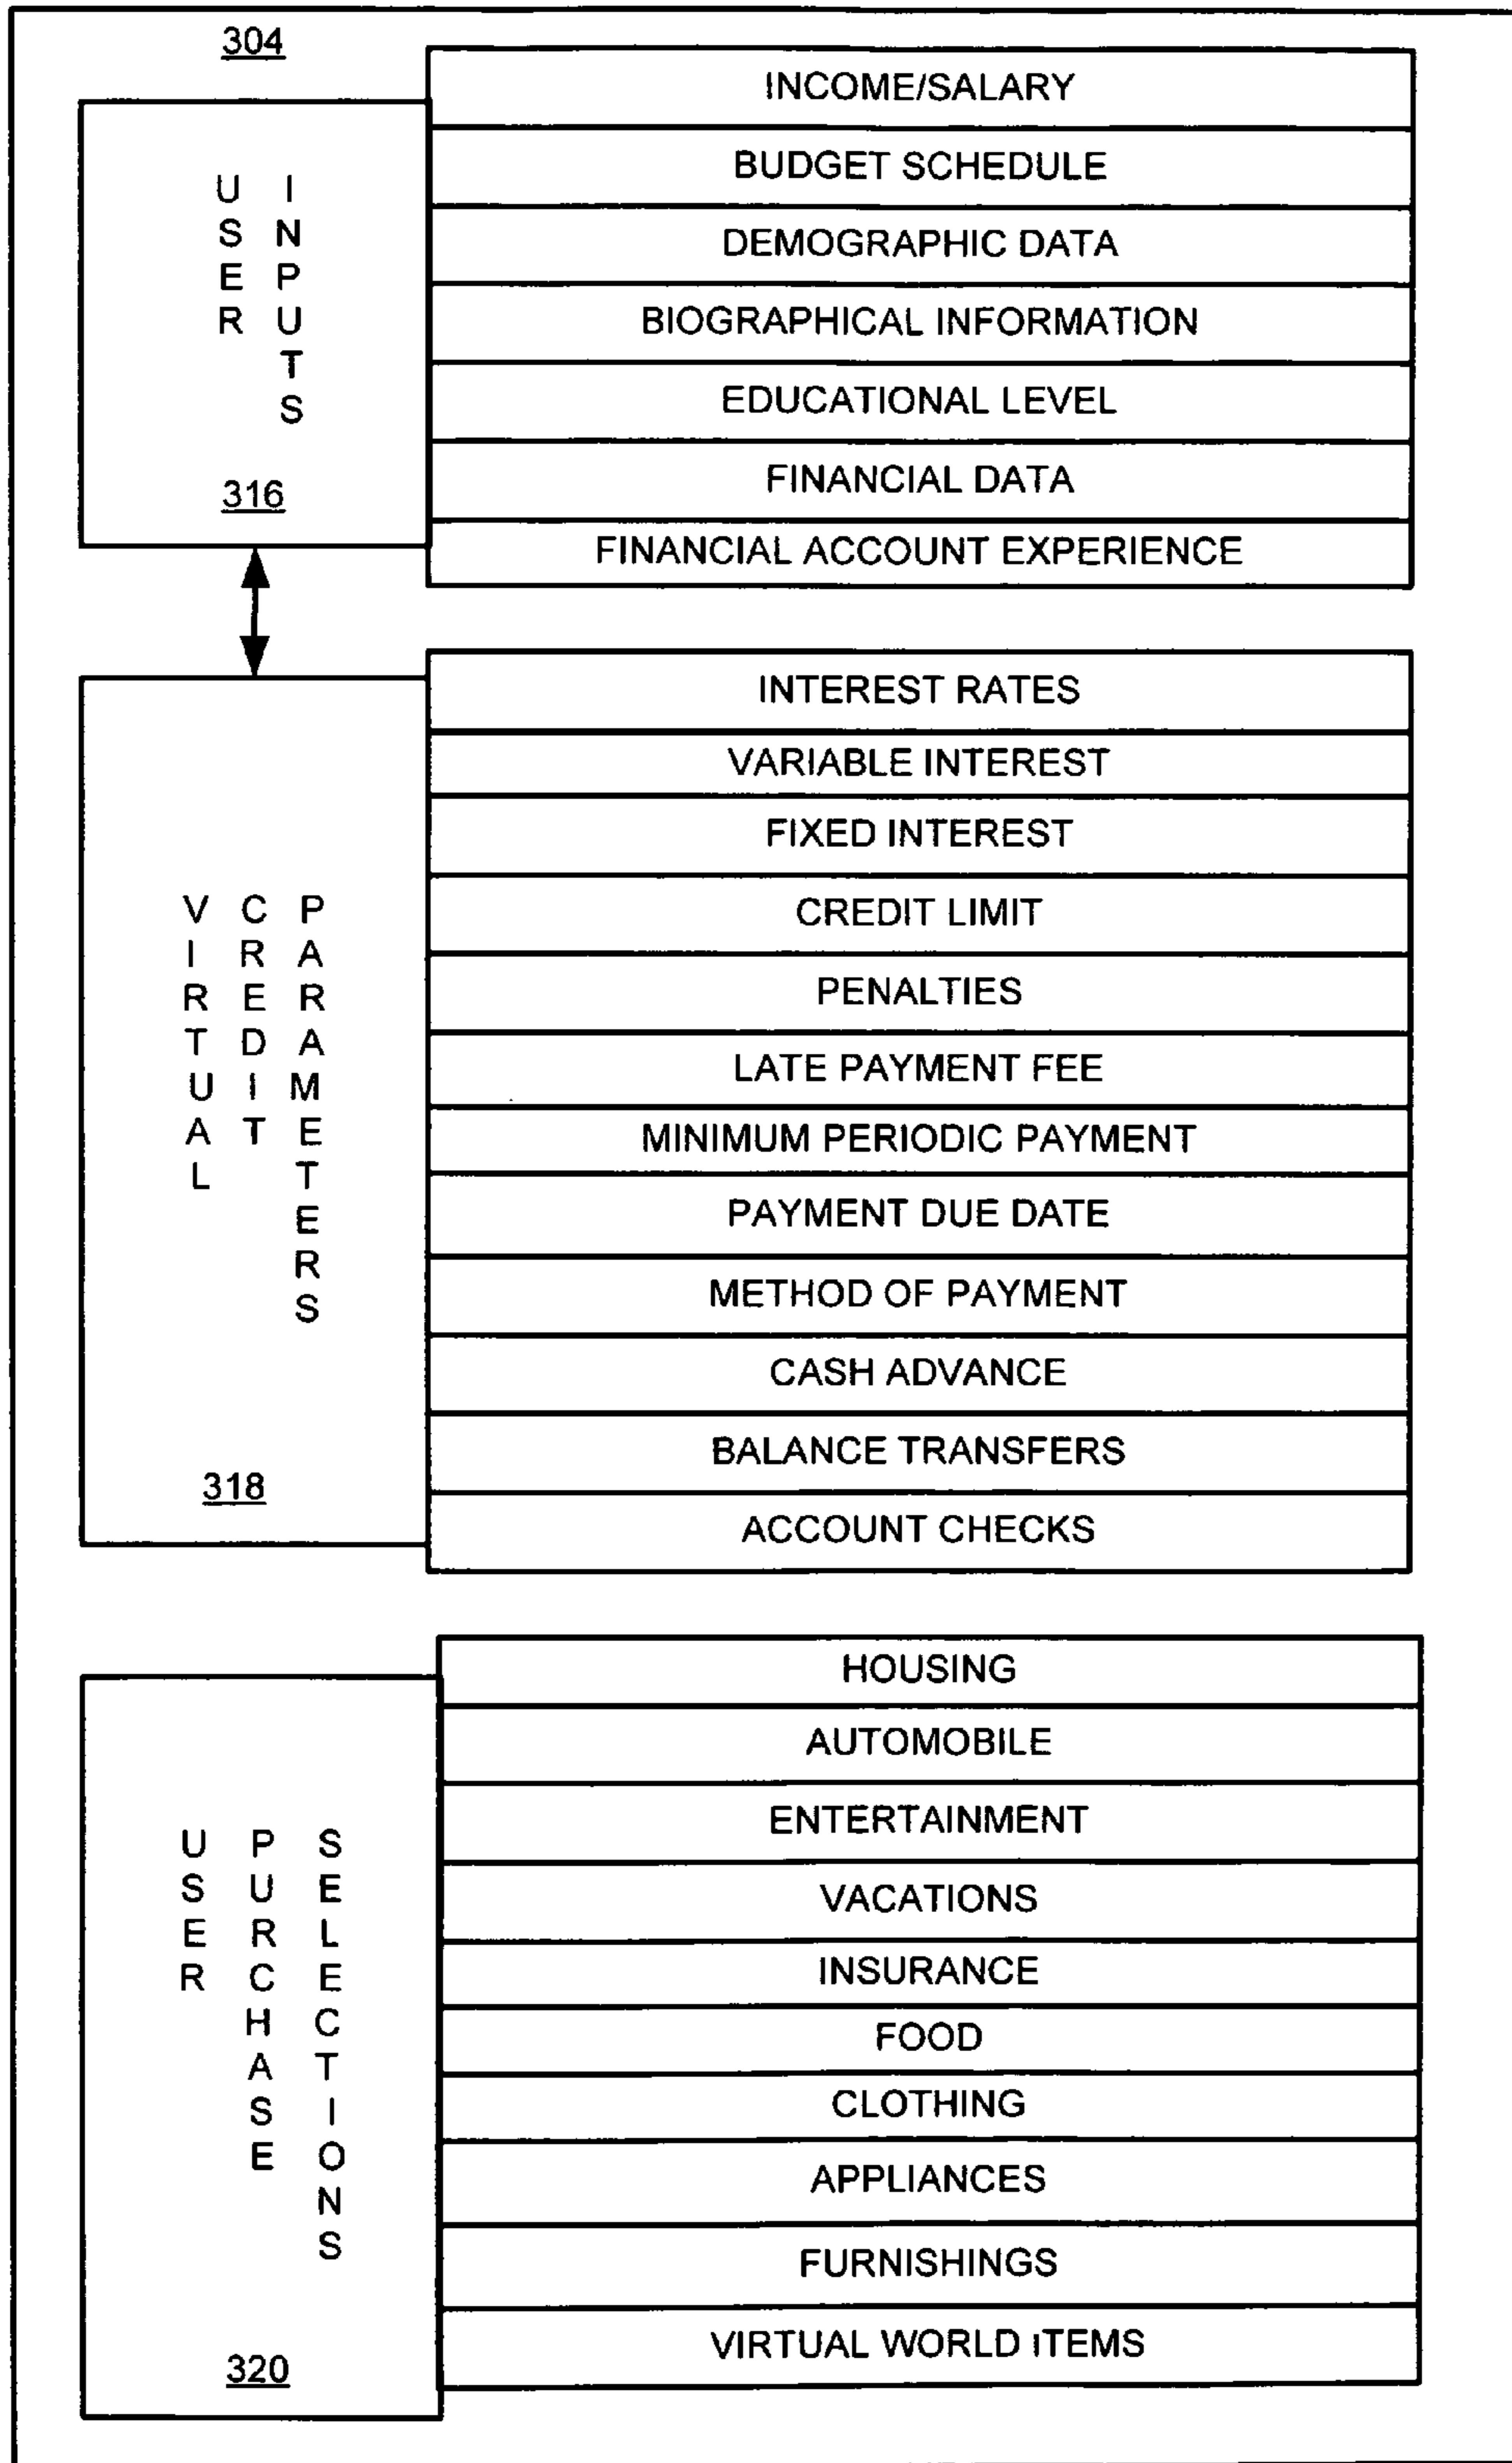 304
USER INPUTS
316
INCOME/SALARY
BUDGET SCHEDULE
DEMOGRAPHIC DATA
BIOGRAPHICAL INFORMATION
EDUCATIONAL LEVEL
FINANCIAL DATA
FINANCIAL ACCOUNT EXPERIENCE
VIRTUAL CREDIT PARAMETERS
318
INTEREST RATES
VARIABLE INTEREST
FIXED INTEREST
CREDIT LIMIT
PENALTIES
LATE PAYMENT FEE
MINIMUM PERIODIC PAYMENT
PAYMENT DUE DATE
METHOD OF PAYMENT
CASH ADVANCE
BALANCE TRANSFERS
ACCOUNT CHECKS
USER PURCHASE SELECTIONS
320
HOUSING
AUTOMOBILE
ENTERTAINMENT
VACATIONS
INSURANCE
FOOD
CLOTHING
APPLIANCES
FURNISHINGS
VIRTUAL WORLD iTEMS